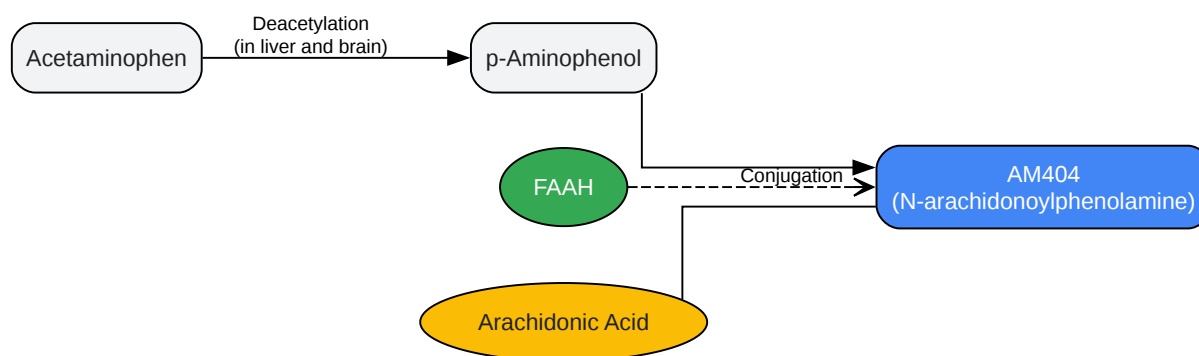 Deacetylation
(in liver and brain)
Acetaminophen
p-Aminophenol
FAAH
Conjugation
AM404
(N-arachidonoylphenolamine)
Arachidonic Acid